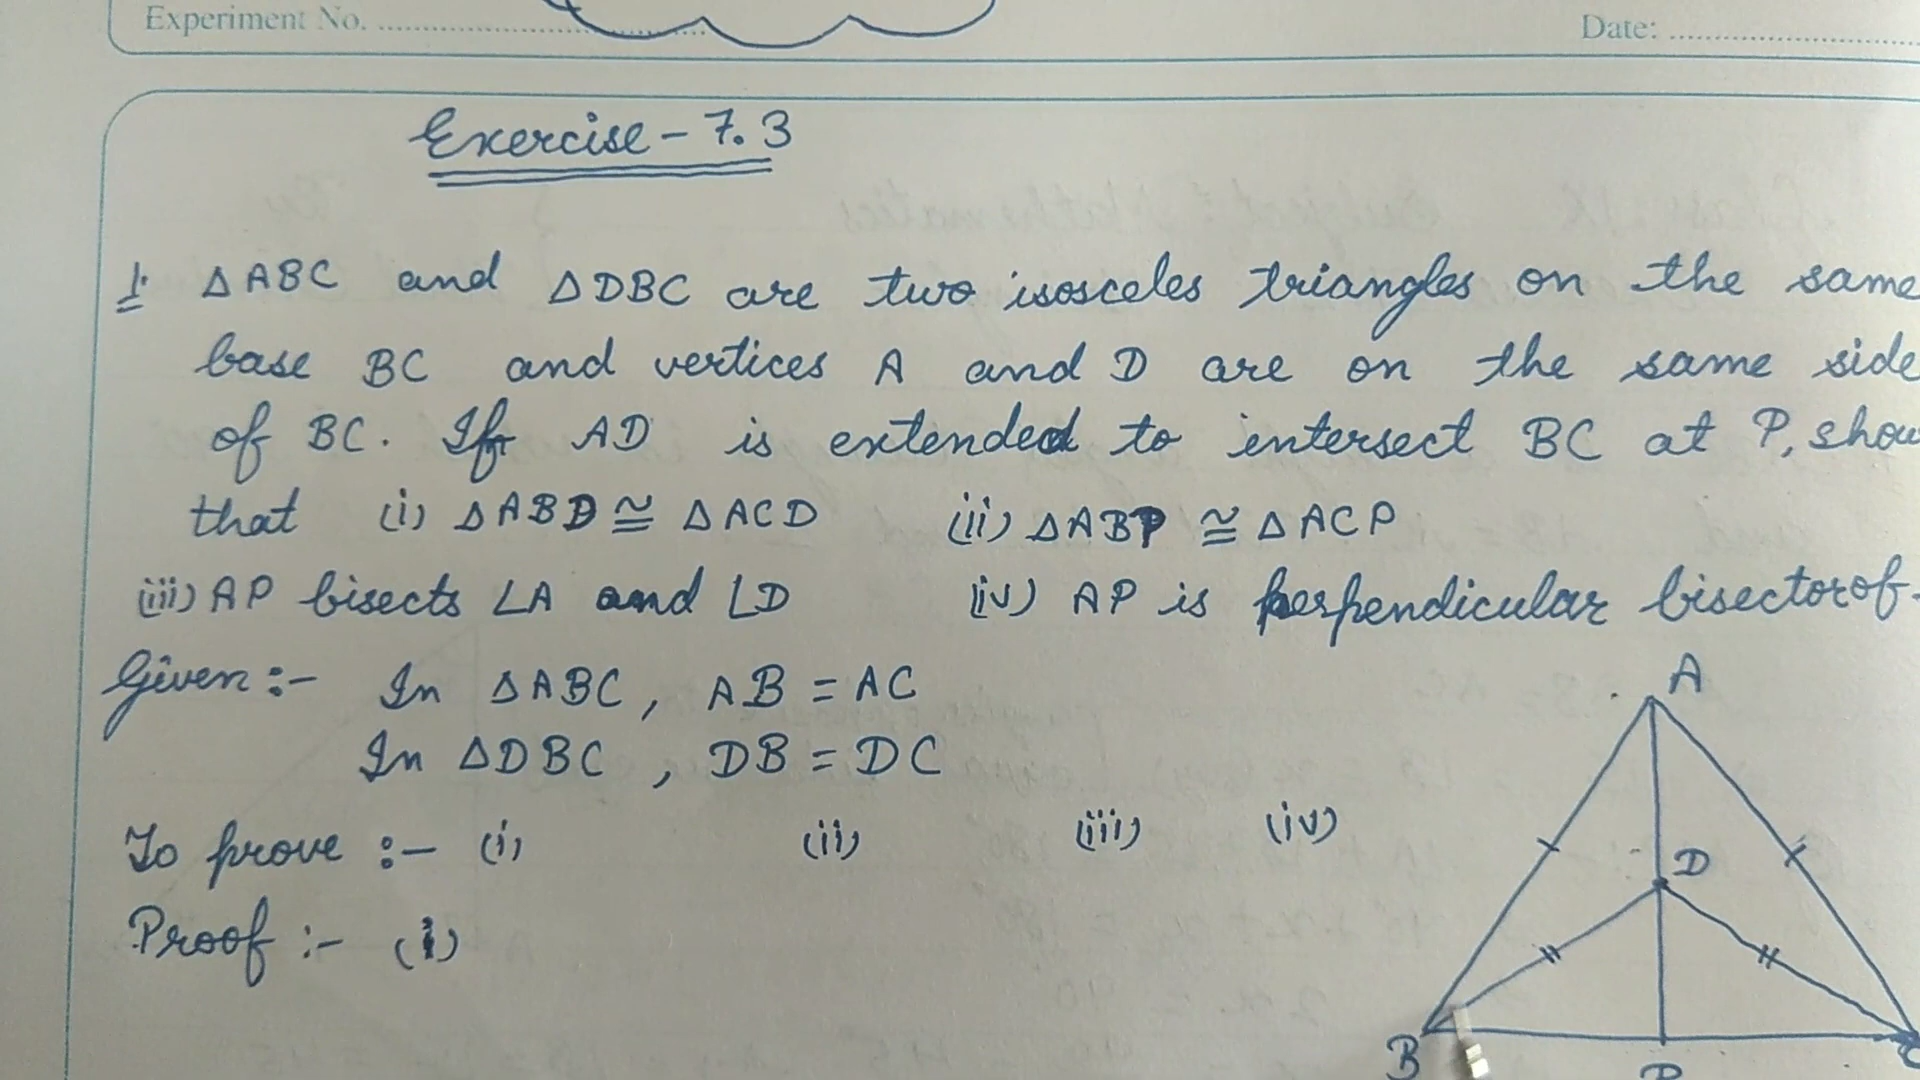 Experiment No.
Date:
Exercise - 7.3
1. ΔABC and ΔDBC are two isosceles triangles on the same
base BC and vertices A and D are on the same side
of BC. If AD is extended to intersect BC at P, show
that (i) ΔABD ≅ ΔACD (ii) ΔABP ≅ ΔACP
(iii) AP bisects ∠A and ∠D (iv) AP is perpendicular bisector of
Given :- In ΔABC, AB = AC
In ΔDBC, DB = DC
To prove :- (i) (ii) (iii) (iv)
Proof :- (i)
A
D
B P C